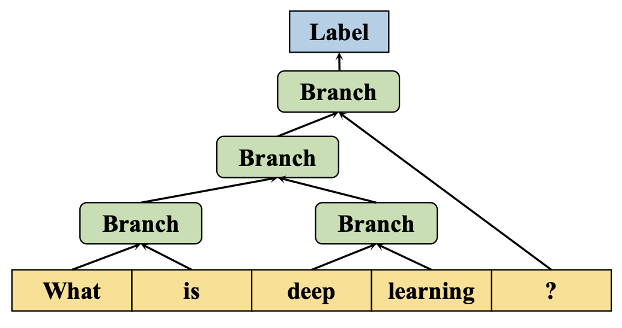 Label
Branch
Branch
Branch Branch
What is deep learning ?